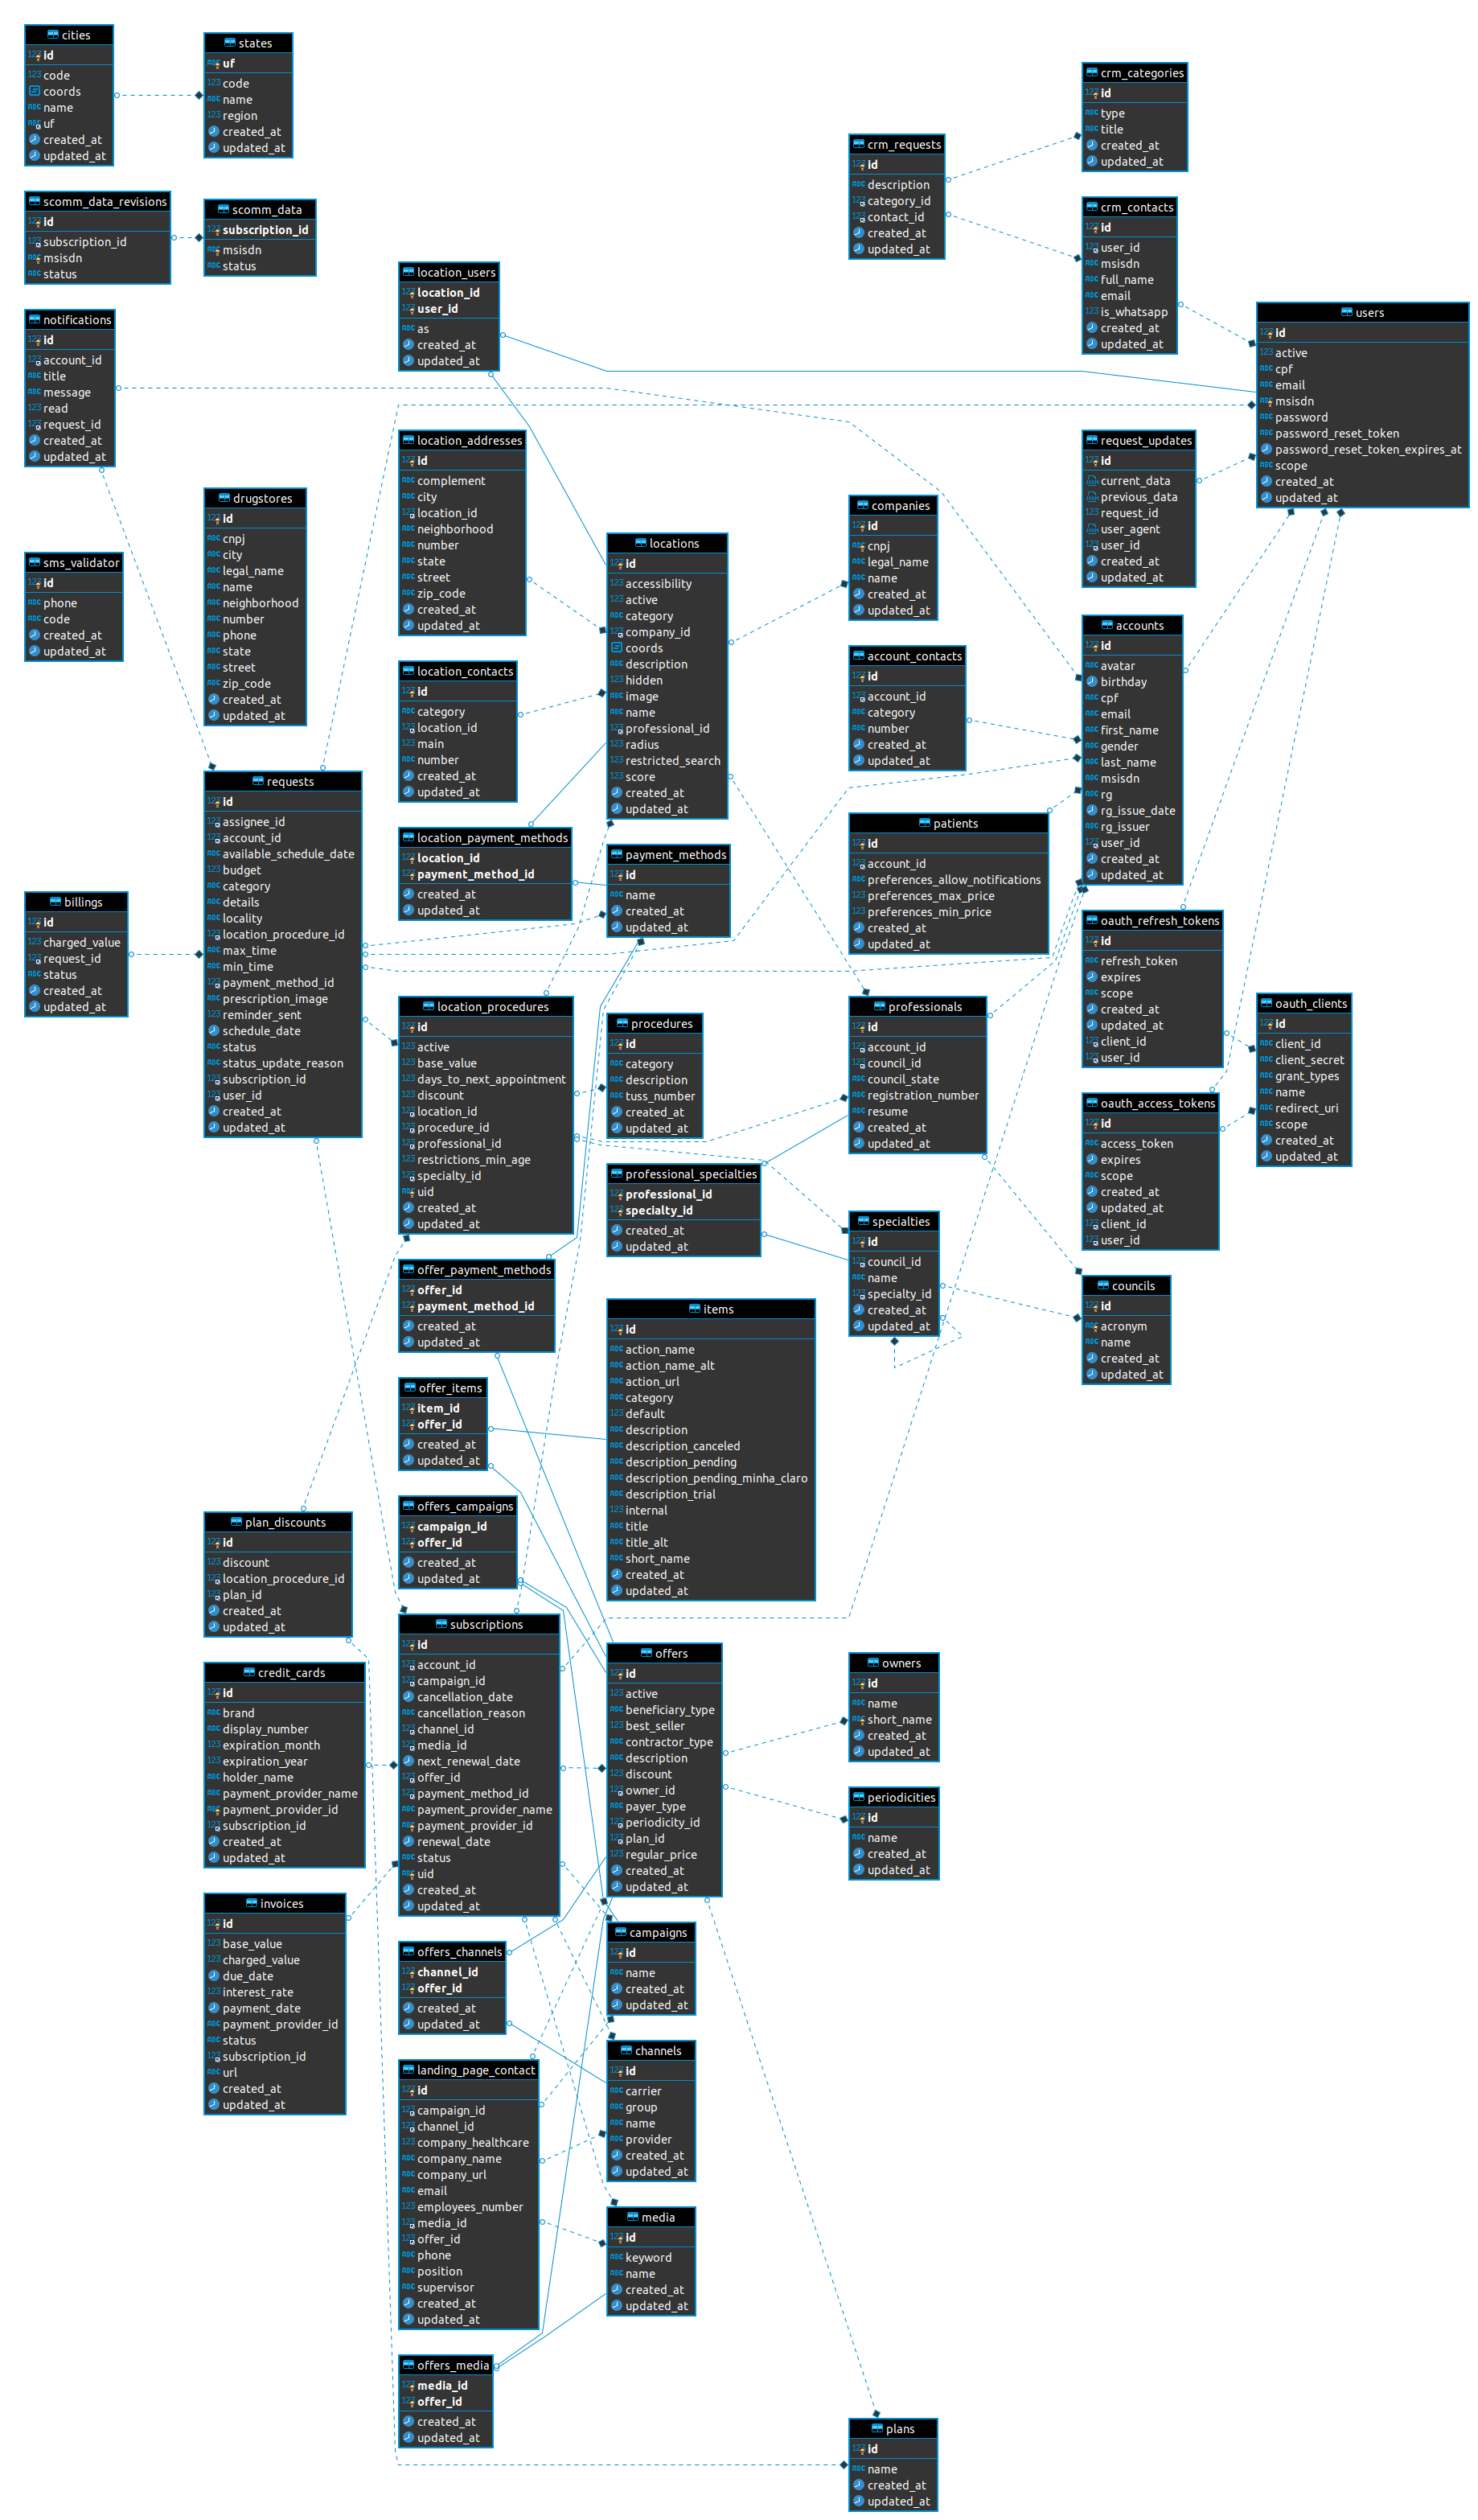 cities
id
code
coords
name
uf
created_at
updated_at
states
uf
code
name
region
created_at
updated_at
scomm_data_revisions
id
subscription_id
msisdn
status
scomm_data
subscription_id
msisdn
status
notifications
id
account_id
title
message
read
request_id
created_at
updated_at
sms_validator
id
phone
code
created_at
updated_at
drugstores
id
cnpj
city
legal_name
name
neighborhood
number
phone
state
street
zip_code
created_at
updated_at
billings
id
charged_value
request_id
status
created_at
updated_at
requests
id
assignee_id
account_id
available_schedule_date
budget
category
details
locality
location_procedure_id
max_time
min_time
payment_method_id
prescription_image
reminder_sent
schedule_date
status
status_update_reason
subscription_id
user_id
created_at
updated_at
plan_discounts
id
discount
location_procedure_id
plan_id
created_at
updated_at
credit_cards
id
brand
display_number
expiration_month
expiration_year
holder_name
payment_provider_name
payment_provider_id
subscription_id
created_at
updated_at
invoices
id
base_value
charged_value
due_date
interest_rate
payment_date
payment_provider_id
status
subscription_id
url
created_at
updated_at
location_users
location_id
user_id
as
created_at
updated_at
location_addresses
id
complement
city
location_id
neighborhood
number
state
street
zip_code
created_at
updated_at
location_contacts
id
category
location_id
main
number
created_at
updated_at
location_payment_methods
location_id
payment_method_id
created_at
updated_at
location_procedures
id
active
base_value
days_to_next_appointment
discount
location_id
procedure_id
professional_id
restrictions_min_age
specialty_id
uid
created_at
updated_at
offer_payment_methods
offer_id
payment_method_id
created_at
updated_at
offer_items
item_id
offer_id
created_at
updated_at
offers_campaigns
campaign_id
offer_id
created_at
updated_at
subscriptions
id
account_id
campaign_id
cancellation_date
cancellation_reason
channel_id
media_id
next_renewal_date
offer_id
payment_method_id
payment_provider_name
payment_provider_id
renewal_date
status
uid
created_at
updated_at
offers_channels
channel_id
offer_id
created_at
updated_at
landing_page_contact
id
campaign_id
channel_id
company_healthcare
company_name
company_url
email
employees_number
media_id
offer_id
phone
position
supervisor
created_at
updated_at
offers_media
media_id
offer_id
created_at
updated_at
locations
id
accessibility
active
category
company_id
coords
description
hidden
image
name
professional_id
radius
restricted_search
score
created_at
updated_at
payment_methods
id
name
created_at
updated_at
procedures
id
category
description
tuss_number
created_at
updated_at
professional_specialties
professional_id
specialty_id
created_at
updated_at
items
id
action_name
action_name_alt
action_url
category
default
description
description_canceled
description_pending
description_pending_minha_claro
description_trial
internal
title
title_alt
short_name
created_at
updated_at
offers
id
active
beneficiary_type
best_seller
contractor_type
description
discount
owner_id
payer_type
periodicity_id
plan_id
regular_price
created_at
updated_at
campaigns
id
name
created_at
updated_at
channels
id
carrier
group
name
provider
created_at
updated_at
media
id
keyword
name
created_at
updated_at
crm_requests
id
description
category_id
contact_id
created_at
updated_at
companies
id
cnpj
legal_name
name
created_at
updated_at
account_contacts
id
account_id
category
number
created_at
updated_at
patients
id
account_id
preferences_allow_notifications
preferences_max_price
preferences_min_price
created_at
updated_at
professionals
id
account_id
council_id
council_state
registration_number
resume
created_at
updated_at
specialties
id
council_id
name
specialty_id
created_at
updated_at
owners
id
name
short_name
created_at
updated_at
periodicities
id
name
created_at
updated_at
plans
id
name
created_at
updated_at
crm_categories
id
type
title
created_at
updated_at
crm_contacts
id
user_id
msisdn
full_name
email
is_whatsapp
created_at
updated_at
request_updates
id
current_data
previous_data
request_id
user_agent
user_id
created_at
updated_at
accounts
id
avatar
birthday
cpf
email
first_name
gender
last_name
msisdn
rg
rg_issue_date
rg_issuer
user_id
created_at
updated_at
oauth_refresh_tokens
id
refresh_token
expires
scope
created_at
updated_at
client_id
user_id
oauth_access_tokens
id
access_token
expires
scope
created_at
updated_at
client_id
user_id
councils
id
acronym
name
created_at
updated_at
users
id
active
cpf
email
msisdn
password
password_reset_token
password_reset_token_expires_at
scope
created_at
updated_at
oauth_clients
id
client_id
client_secret
grant_types
name
redirect_uri
scope
created_at
updated_at